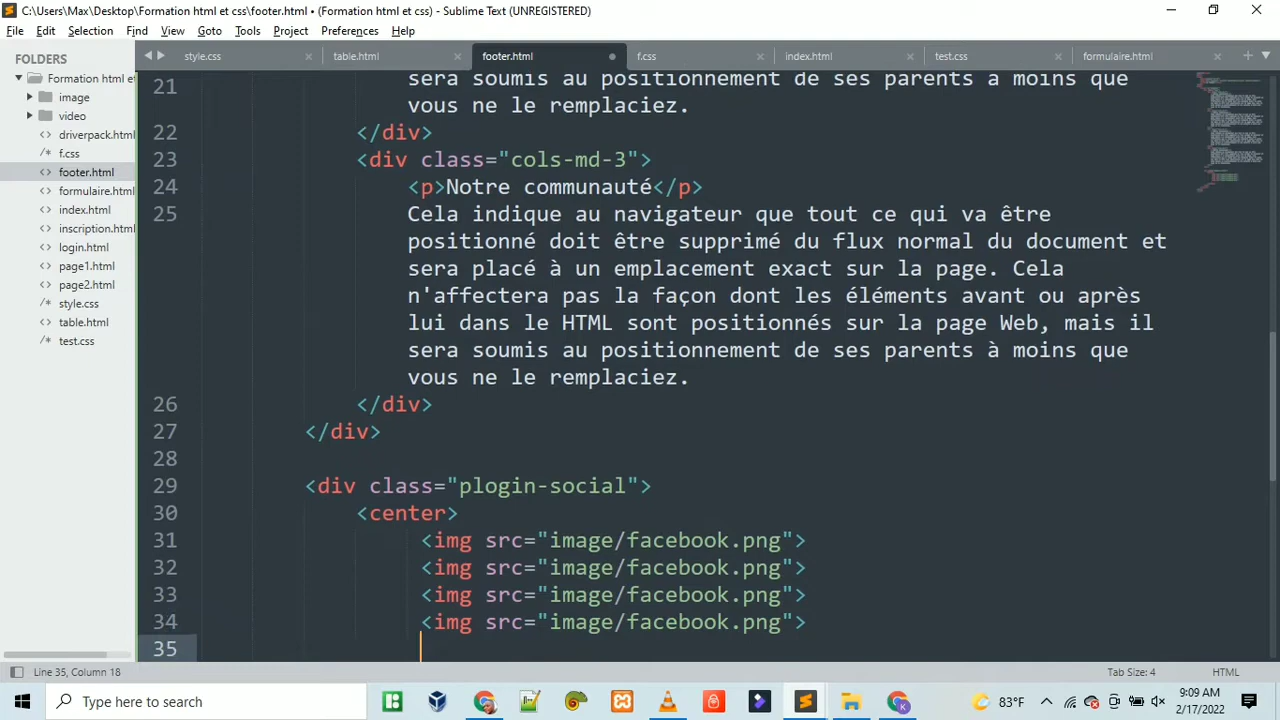 C:\Users\Max\Desktop\Formation html et css\footer.html • (Formation html et css) - Sublime Text (UNREGISTERED)
File Edit Selection Find View Goto Tools Project Preferences Help
FOLDERS
Formation html et
image
video
driverpack.html
f.css
footer.html
formulaire.html
index.html
inscription.html
login.html
page1.html
page2.html
style.css
table.html
test.css
style.css table.html footer.html f.css index.html test.css formulaire.html
21 sera soumis au positionnement de ses parents à moins que
vous ne le remplaciez.
22 </div>
23 <div class="cols-md-3">
24 <p>Notre communauté</p>
25 Cela indique au navigateur que tout ce qui va être
positionné doit être supprimé du flux normal du document et
sera placé à un emplacement exact sur la page. Cela
n'affectera pas la façon dont les éléments avant ou après
lui dans le HTML sont positionnés sur la page Web, mais il
sera soumis au positionnement de ses parents à moins que
vous ne le remplaciez.
26 </div>
27 </div>
28
29 <div class="plogin-social">
30 <center>
31 <img src="image/facebook.png">
32 <img src="image/facebook.png">
33 <img src="image/facebook.png">
34 <img src="image/facebook.png">
35
Line 35, Column 18 Tab Size: 4 HTML
Type here to search 83°F 9:09 AM
2/17/2022